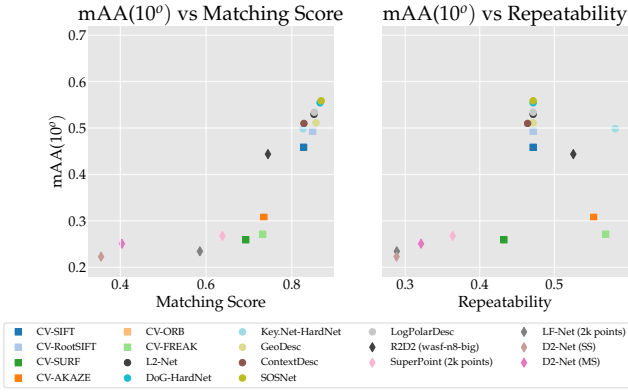 mAA(10º) vs Matching Score
mAA(10º) vs Repeatability
mAA(10º)
0.7
0.6
0.5
0.4
0.3
0.2
0.4 0.6 0.8
Matching Score
0.3 0.4 0.5
Repeatability
CV-SIFT CV-ORB Key.Net-HardNet LogPolarDesc LF-Net (2k points)
CV-RootSIFT CV-FREAK GeoDesc R2D2 (wasf-n8-big) D2-Net (SS)
CV-SURF L2-Net ContextDesc SuperPoint (2k points) D2-Net (MS)
CV-AKAZE DoG-HardNet SOSNet